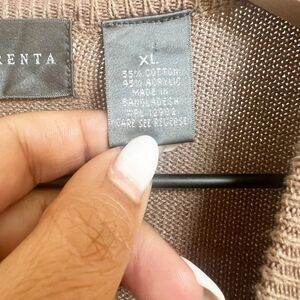 RENTA
XL
55% COTTON
45% ACRYLIC
MADE IN
BANGLADESH
CARE SEE REVERSE